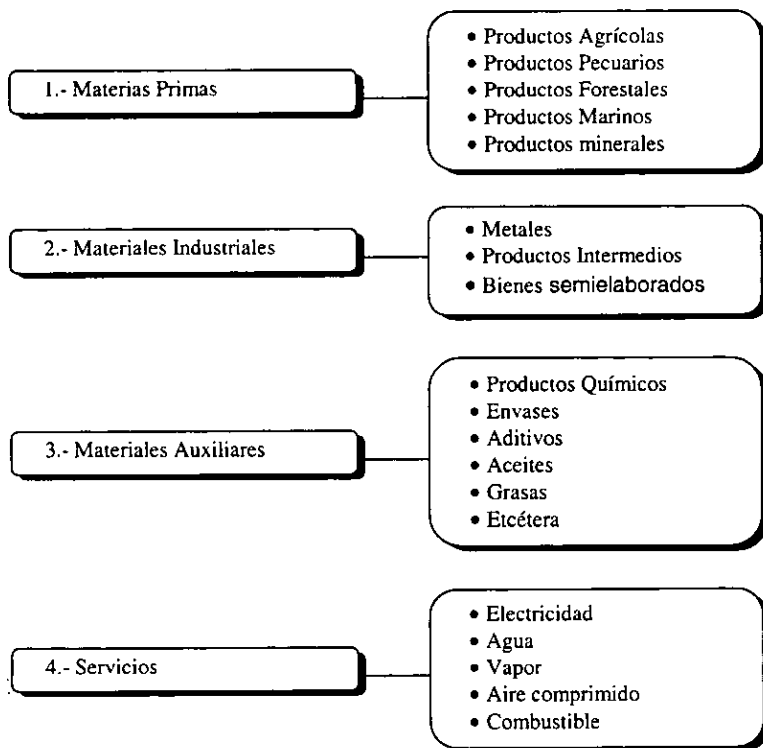 1.- Materias Primas
• Productos Agrícolas
• Productos Pecuarios
• Productos Forestales
• Productos Marinos
• Productos minerales
2.- Materiales Industriales
• Metales
• Productos Intermedios
• Bienes semielaborados
3.- Materiales Auxiliares
• Productos Químicos
• Envases
• Aditivos
• Aceites
• Grasas
• Etcétera
4.- Servicios
• Electricidad
• Agua
• Vapor
• Aire comprimido
• Combustible